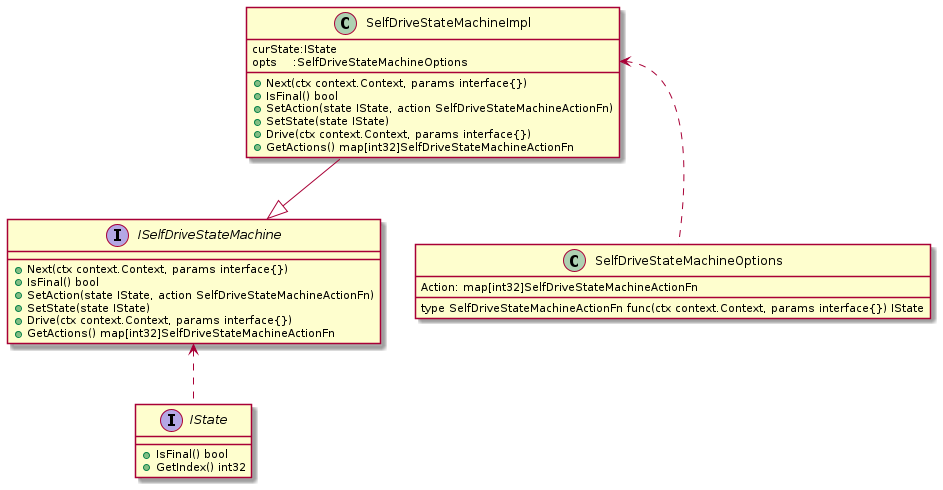 C SelfDriveStateMachineImpl
curState:IState
opts     :SelfDriveStateMachineOptions
Next(ctx context.Context, params interface{})
IsFinal() bool
SetAction(state IState, action SelfDriveStateMachineActionFn)
SetState(state IState)
Drive(ctx context.Context, params interface{})
GetActions() map[int32]SelfDriveStateMachineActionFn
I ISelfDriveStateMachine
Next(ctx context.Context, params interface{})
IsFinal() bool
SetAction(state IState, action SelfDriveStateMachineActionFn)
SetState(state IState)
Drive(ctx context.Context, params interface{})
GetActions() map[int32]SelfDriveStateMachineActionFn
C SelfDriveStateMachineOptions
Action: map[int32]SelfDriveStateMachineActionFn
type SelfDriveStateMachineActionFn func(ctx context.Context, params interface{}) IState
I IState
IsFinal() bool
GetIndex() int32